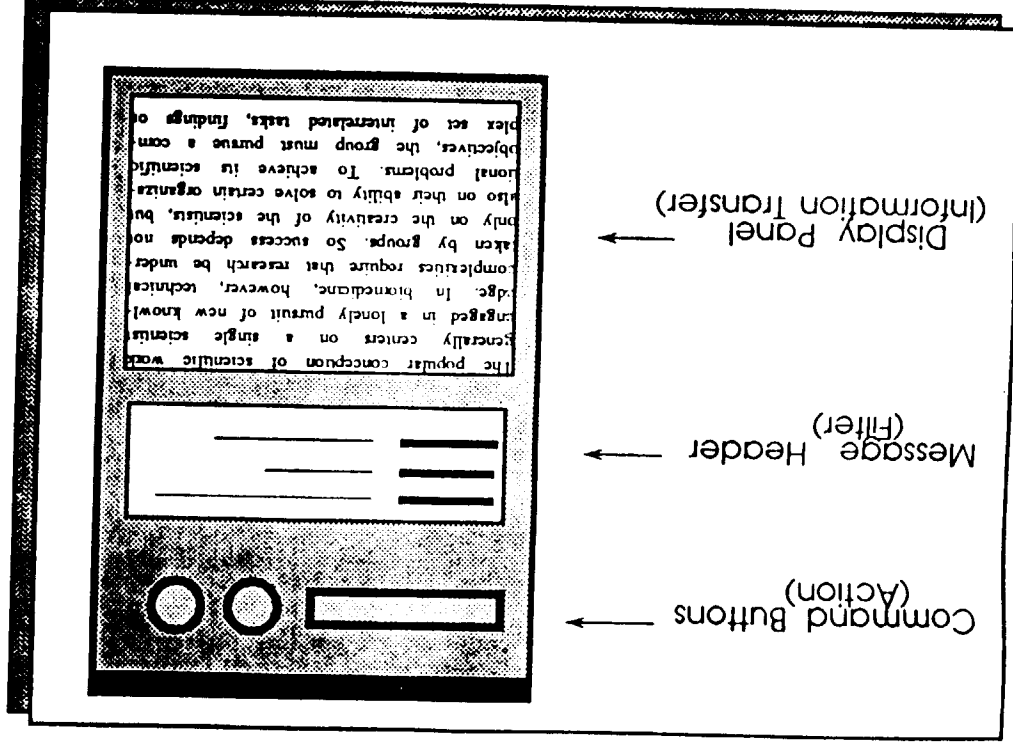 Command Buttons
(Action)
Message Header
(Filter)
Display Panel
(Information Transfer)
The popular conception of scientific work
generally centers on a single scientist
engaged in a lonely pursuit of new knowl-
edge. In biomedicine, however, technical
complexities require that research be under-
taken by groups. So success depends not
only on the creativity of the scientists, but
also on their ability to solve certain organiza-
tional problems. To achieve its scientific
objectives, the group must pursue a com-
plex set of interrelated tasks, findings or